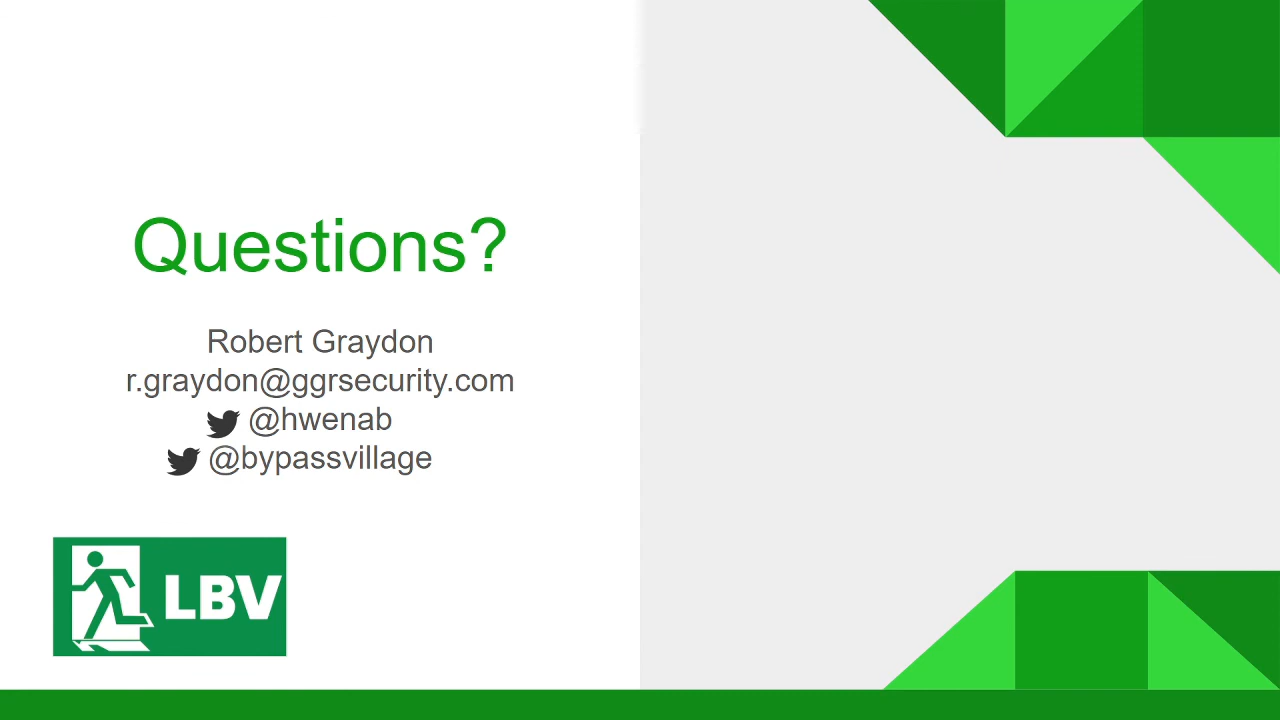 Questions?
Robert Graydon
r.graydon@ggrsecurity.com
@hwenab
@bypassvillage
LBV